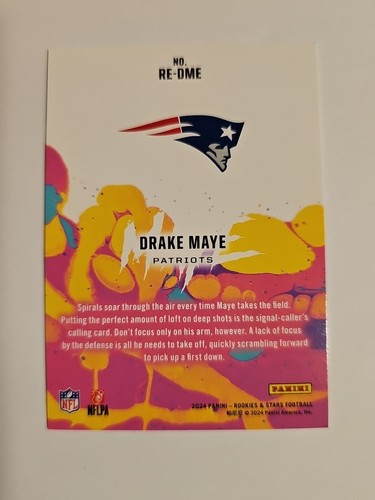 NO.
RE-DME
DRAKE MAYE
PATRIOTS
Spirals soar through the air every time Maye takes the field.
Putting the perfect amount of loft on deep shots is the signal-caller's
calling card. Don't focus only on his arm, however. A lack of focus
by the defense is all he needs to take off, quickly scrambling forward
to pick up a first down.
NFL
NFLPA
PANINI
2024 PANINI – ROOKIES & STARS FOOTBALL
© 2024 Panini America, Inc.